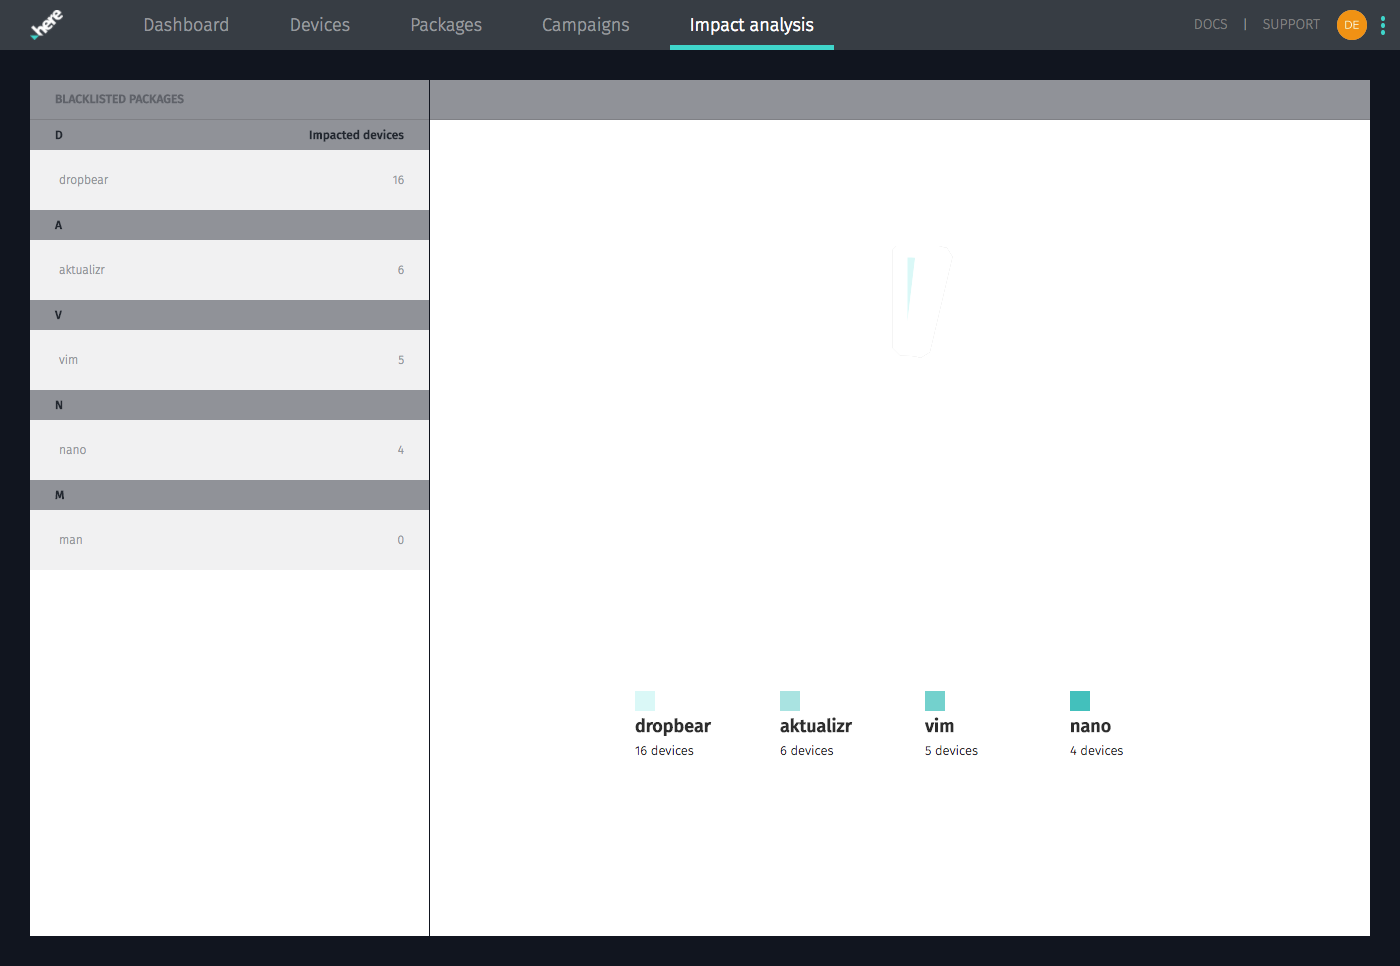 here
Dashboard
Devices
Packages
Campaigns
Impact analysis
DOCS | SUPPORT
DE
BLACKLISTED PACKAGES
D Impacted devices
dropbear 16
A
aktualizr 6
V
vim 5
N
nano 4
M
man 0
dropbear
16 devices
aktualizr
6 devices
vim
5 devices
nano
4 devices